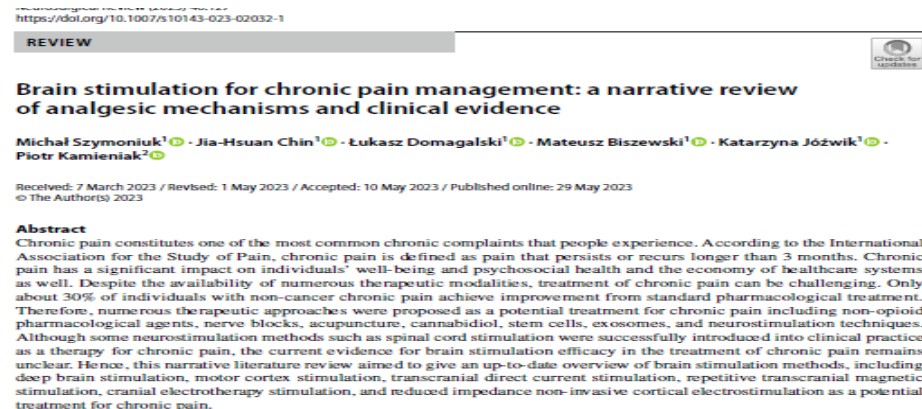 https://doi.org/10.1007/s10143-023-02032-1
REVIEW
Check for
updates
Brain stimulation for chronic pain management: a narrative review
of analgesic mechanisms and clinical evidence
Michał Szymoniuk¹ · Jia-Hsuan Chin¹ · Łukasz Domagalski¹ · Mateusz Biszewski¹ · Katarzyna Jóźwik¹ ·
Piotr Kamieniak²
Received: 7 March 2023 / Revised: 1 May 2023 / Accepted: 10 May 2023 / Published online: 29 May 2023
© The Author(s) 2023
Abstract
Chronic pain constitutes one of the most common chronic complaints that people experience. According to the International
Association for the Study of Pain, chronic pain is defined as pain that persists or recurs longer than 3 months. Chronic
pain has a significant impact on individuals' well-being and psychosocial health and the economy of healthcare systems
as well. Despite the availability of numerous therapeutic modalities, treatment of chronic pain can be challenging. Only
about 30% of individuals with non-cancer chronic pain achieve improvement from standard pharmacological treatment.
Therefore, numerous therapeutic approaches were proposed as a potential treatment for chronic pain including non-opioid
pharmacological agents, nerve blocks, acupuncture, cannabidiol, stem cells, exosomes, and neurostimulation techniques.
Although some neurostimulation methods such as spinal cord stimulation were successfully introduced into clinical practice
as a therapy for chronic pain, the current evidence for brain stimulation efficacy in the treatment of chronic pain remains
unclear. Hence, this narrative literature review aimed to give an up-to-date overview of brain stimulation methods, including
deep brain stimulation, motor cortex stimulation, transcranial direct current stimulation, repetitive transcranial magnetic
stimulation, cranial electrotherapy stimulation, and reduced impedance non-invasive cortical electrostimulation as a potential
treatment for chronic pain.